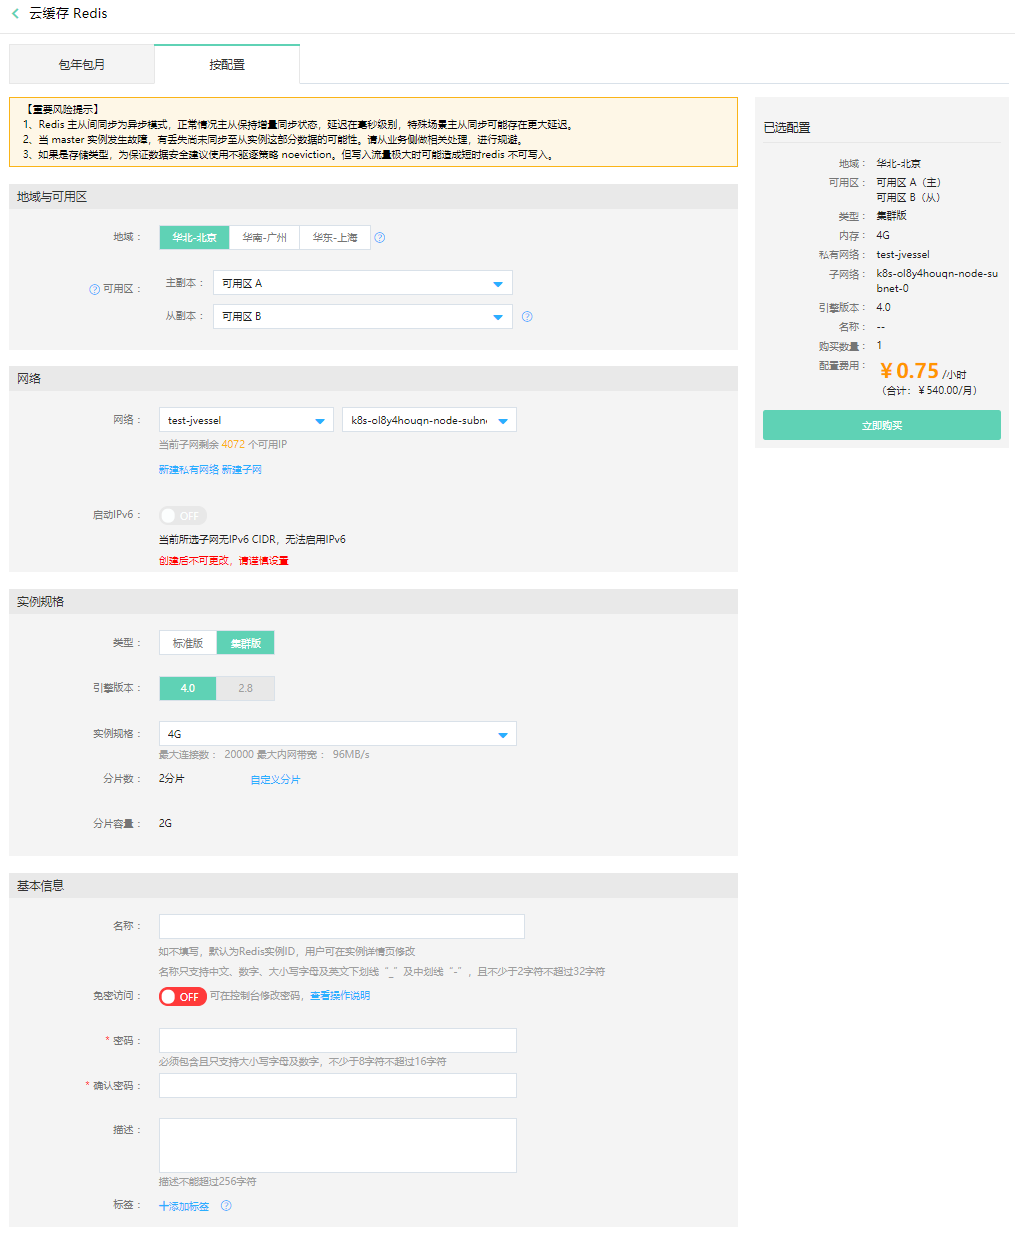 云缓存 Redis
包年包月
按配置
【重要风险提示】
1、Redis 主从间同步为异步模式，正常情况主从保持增量同步状态，延迟在毫秒级别，特殊场景主从同步可能存在更大延迟。
2、当 master 实例发生故障，有丢失尚未同步至从实例这部分数据的可能性。请从业务侧做相关处理，进行规避。
3、如果是存储类型，为保证数据安全建议使用不驱逐策略 noeviction。但写入流量极大时可能造成短时redis 不可写入。
地域与可用区
地域：
华北-北京
华南-广州
华东-上海
可用区：
主副本：
可用区 A
从副本：
可用区 B
网络
网络：
test-jvessel
k8s-ol8y4houqn-node-subn
当前子网剩余 4072 个可用IP
新建私有网络 新建子网
启动IPv6：
OFF
当前所选子网无IPv6 CIDR，无法启用IPv6
创建后不可更改，请谨慎设置
实例规格
类型：
标准版
集群版
引擎版本：
4.0
2.8
实例规格：
4G
最大连接数： 20000 最大内网带宽： 96MB/s
分片数：
2分片
自定义分片
分片容量：
2G
基本信息
名称：
如不填写，默认为Redis实例ID，用户可在实例详情页修改
名称只支持中文、数字、大小写字母及英文下划线“_”及中划线“-”，且不少于2字符不超过32字符
免密访问：
OFF
可在控制台修改密码，查看操作说明
* 密码：
必须包含且只支持大小写字母及数字，不少于8字符不超过16字符
* 确认密码：
描述：
描述不能超过256字符
标签：
+添加标签
已选配置
地域： 华北-北京
可用区： 可用区 A（主）
可用区 B（从）
类型： 集群版
内存： 4G
私有网络： test-jvessel
子网络： k8s-ol8y4houqn-node-su
bnet-0
引擎版本： 4.0
名称： --
购买数量： 1
配置费用： ￥0.75 /小时
（合计：￥540.00/月）
立即购买